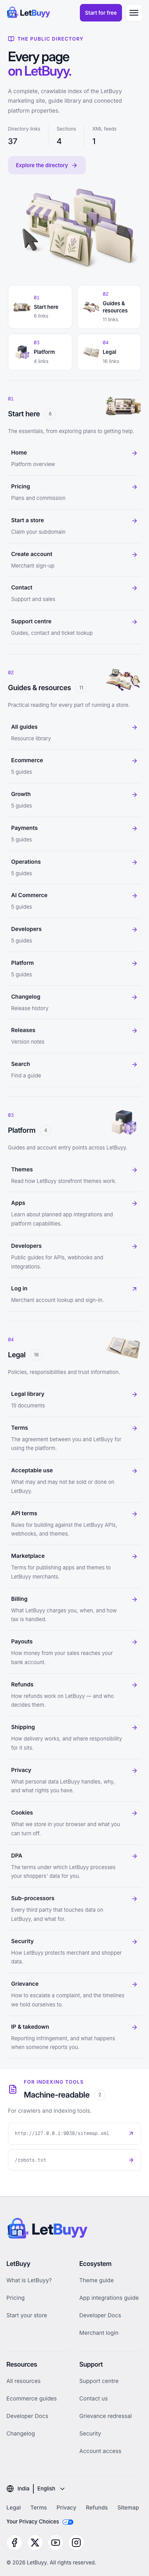 LetBuyy
Start for free
THE PUBLIC DIRECTORY
Every page
on LetBuyy.
A complete, crawlable index of the LetBuyy
marketing site, guide library and connected
platform properties.
Directory links
Sections
XML feeds
37
4
1
Explore the directory
01
Start here
6 links
02
Guides &
resources
11 links
03
Platform
4 links
04
Legal
16 links
01
Start here 6
The essentials, from exploring plans to getting help.
Home
Platform overview
Pricing
Plans and commission
Start a store
Claim your subdomain
Create account
Merchant sign-up
Contact
Support and sales
Support centre
Guides, contact and ticket lookup
02
Guides & resources 11
Practical reading for every part of running a store.
All guides
Resource library
Ecommerce
5 guides
Growth
5 guides
Payments
5 guides
Operations
5 guides
AI Commerce
5 guides
Developers
5 guides
Platform
5 guides
Changelog
Release history
Releases
Version notes
Search
Find a guide
03
Platform 4
Guides and account entry points across LetBuyy.
Themes
Read how LetBuyy storefront themes work.
Apps
Learn about planned app integrations and
platform capabilities.
Developers
Public guides for APIs, webhooks and
integrations.
Log in
Merchant account lookup and sign-in.
04
Legal 16
Policies, responsibilities and trust information.
Legal library
15 documents
Terms
The agreement between you and LetBuyy for
using the platform.
Acceptable use
What may and may not be sold or done on
LetBuyy.
API terms
Rules for building against the LetBuyy APIs,
webhooks, and themes.
Marketplace
Terms for publishing apps and themes to
LetBuyy merchants.
Billing
What LetBuyy charges you, when, and how
tax is handled.
Payouts
How money from your sales reaches your
bank account.
Refunds
How refunds work on LetBuyy — and who
decides them.
Shipping
How delivery works, and where responsibility
for it sits.
Privacy
What personal data LetBuyy handles, why,
and what rights you have.
Cookies
What we store in your browser and what you
can turn off.
DPA
The terms under which LetBuyy processes
your shoppers' data for you.
Sub-processors
Every third party that touches data on
LetBuyy, and what for.
Security
How LetBuyy protects merchant and shopper
data.
Grievance
How to escalate a complaint, and the timelines
we hold ourselves to.
IP & takedown
Reporting infringement, and what happens
when someone reports you.
FOR INDEXING TOOLS
Machine-readable 2
For crawlers and indexing tools.
http://127.0.0.1:9038/sitemap.xml
/robots.txt
LetBuyy
LetBuyy
What is LetBuyy?
Pricing
Start your store
Ecosystem
Theme guide
App integrations guide
Developer Docs
Merchant login
Resources
All resources
Ecommerce guides
Developer Docs
Changelog
Support
Support centre
Contact us
Grievance redressal
Security
Account access
India
English
Legal Terms Privacy Refunds Sitemap
Your Privacy Choices
© 2026 LetBuyy. All rights reserved.